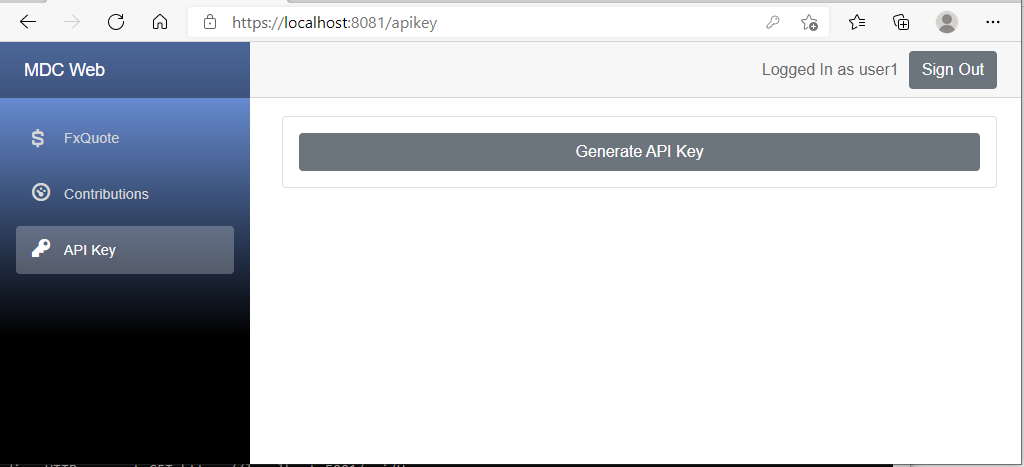 https://localhost:8081/apikey
MDC Web
Logged In as user1
Sign Out
FxQuote
Contributions
API Key
Generate API Key